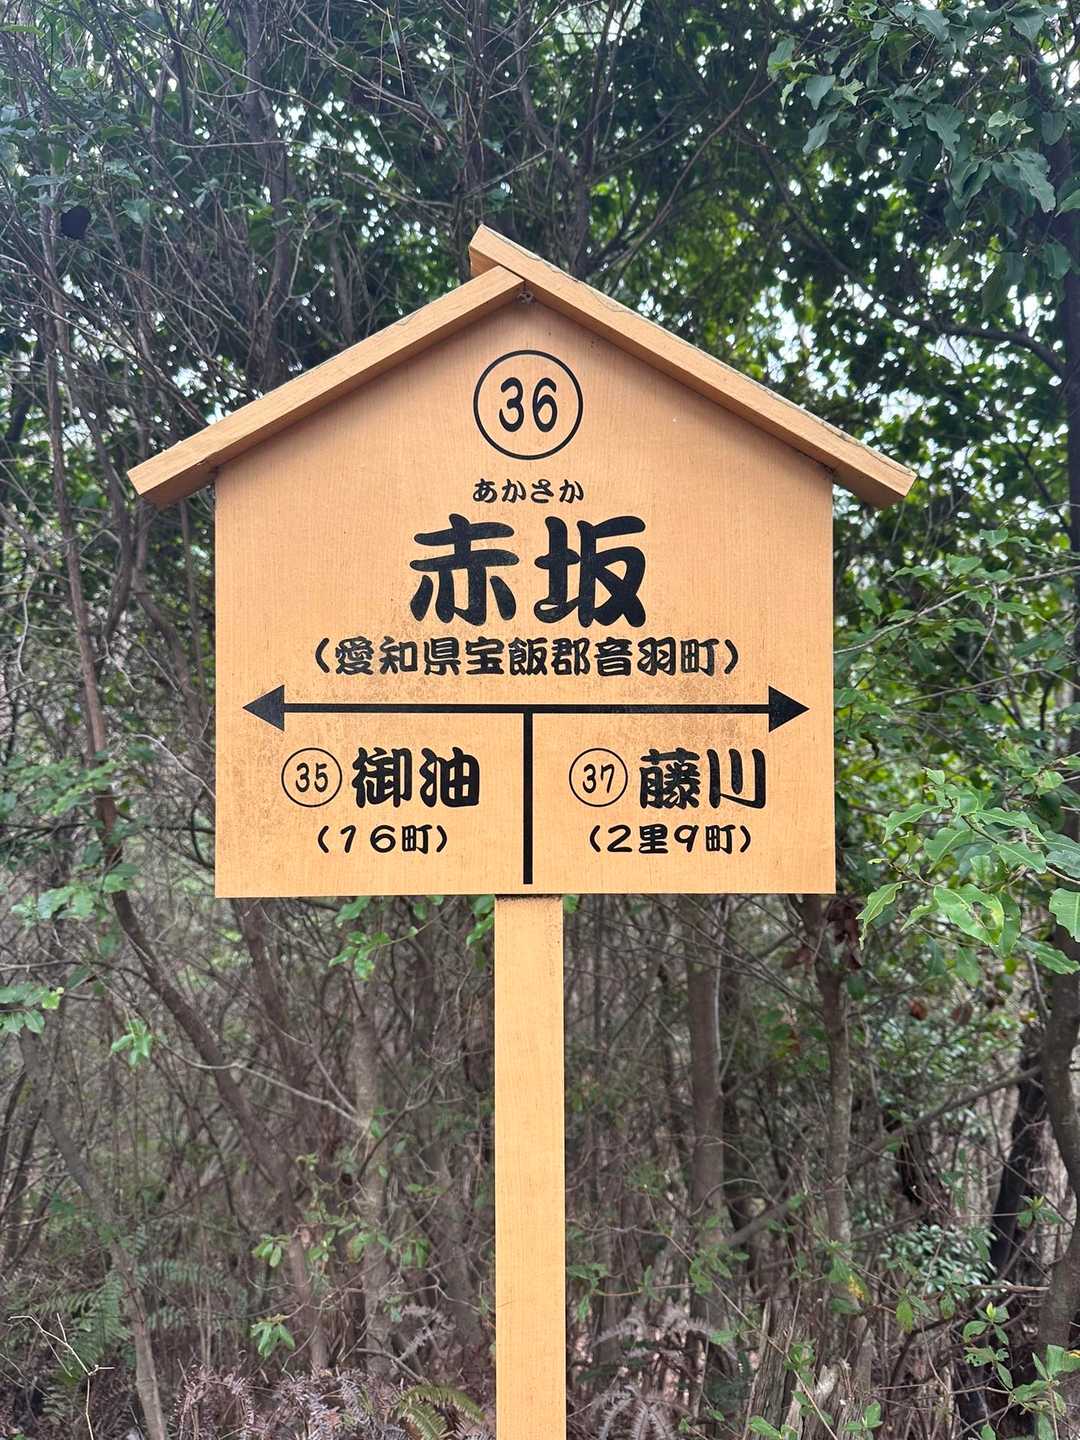 36
あかさか
赤坂
(愛知県宝飯郡音羽町)
35 御油
(16町)
37 藤川
(2里9町)